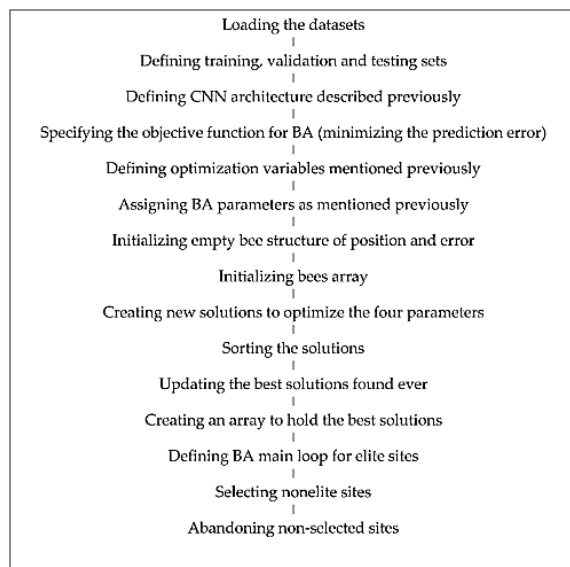 Loading the datasets
Defining training, validation and testing sets
Defining CNN architecture described previously
Specifying the objective function for BA (minimizing the prediction error)
Defining optimization variables mentioned previously
Assigning BA parameters as mentioned previously
Initializing empty bee structure of position and error
Initializing bees array
Creating new solutions to optimize the four parameters
Sorting the solutions
Updating the best solutions found ever
Creating an array to hold the best solutions
Defining BA main loop for elite sites
Selecting nonelite sites
Abandoning non-selected sites